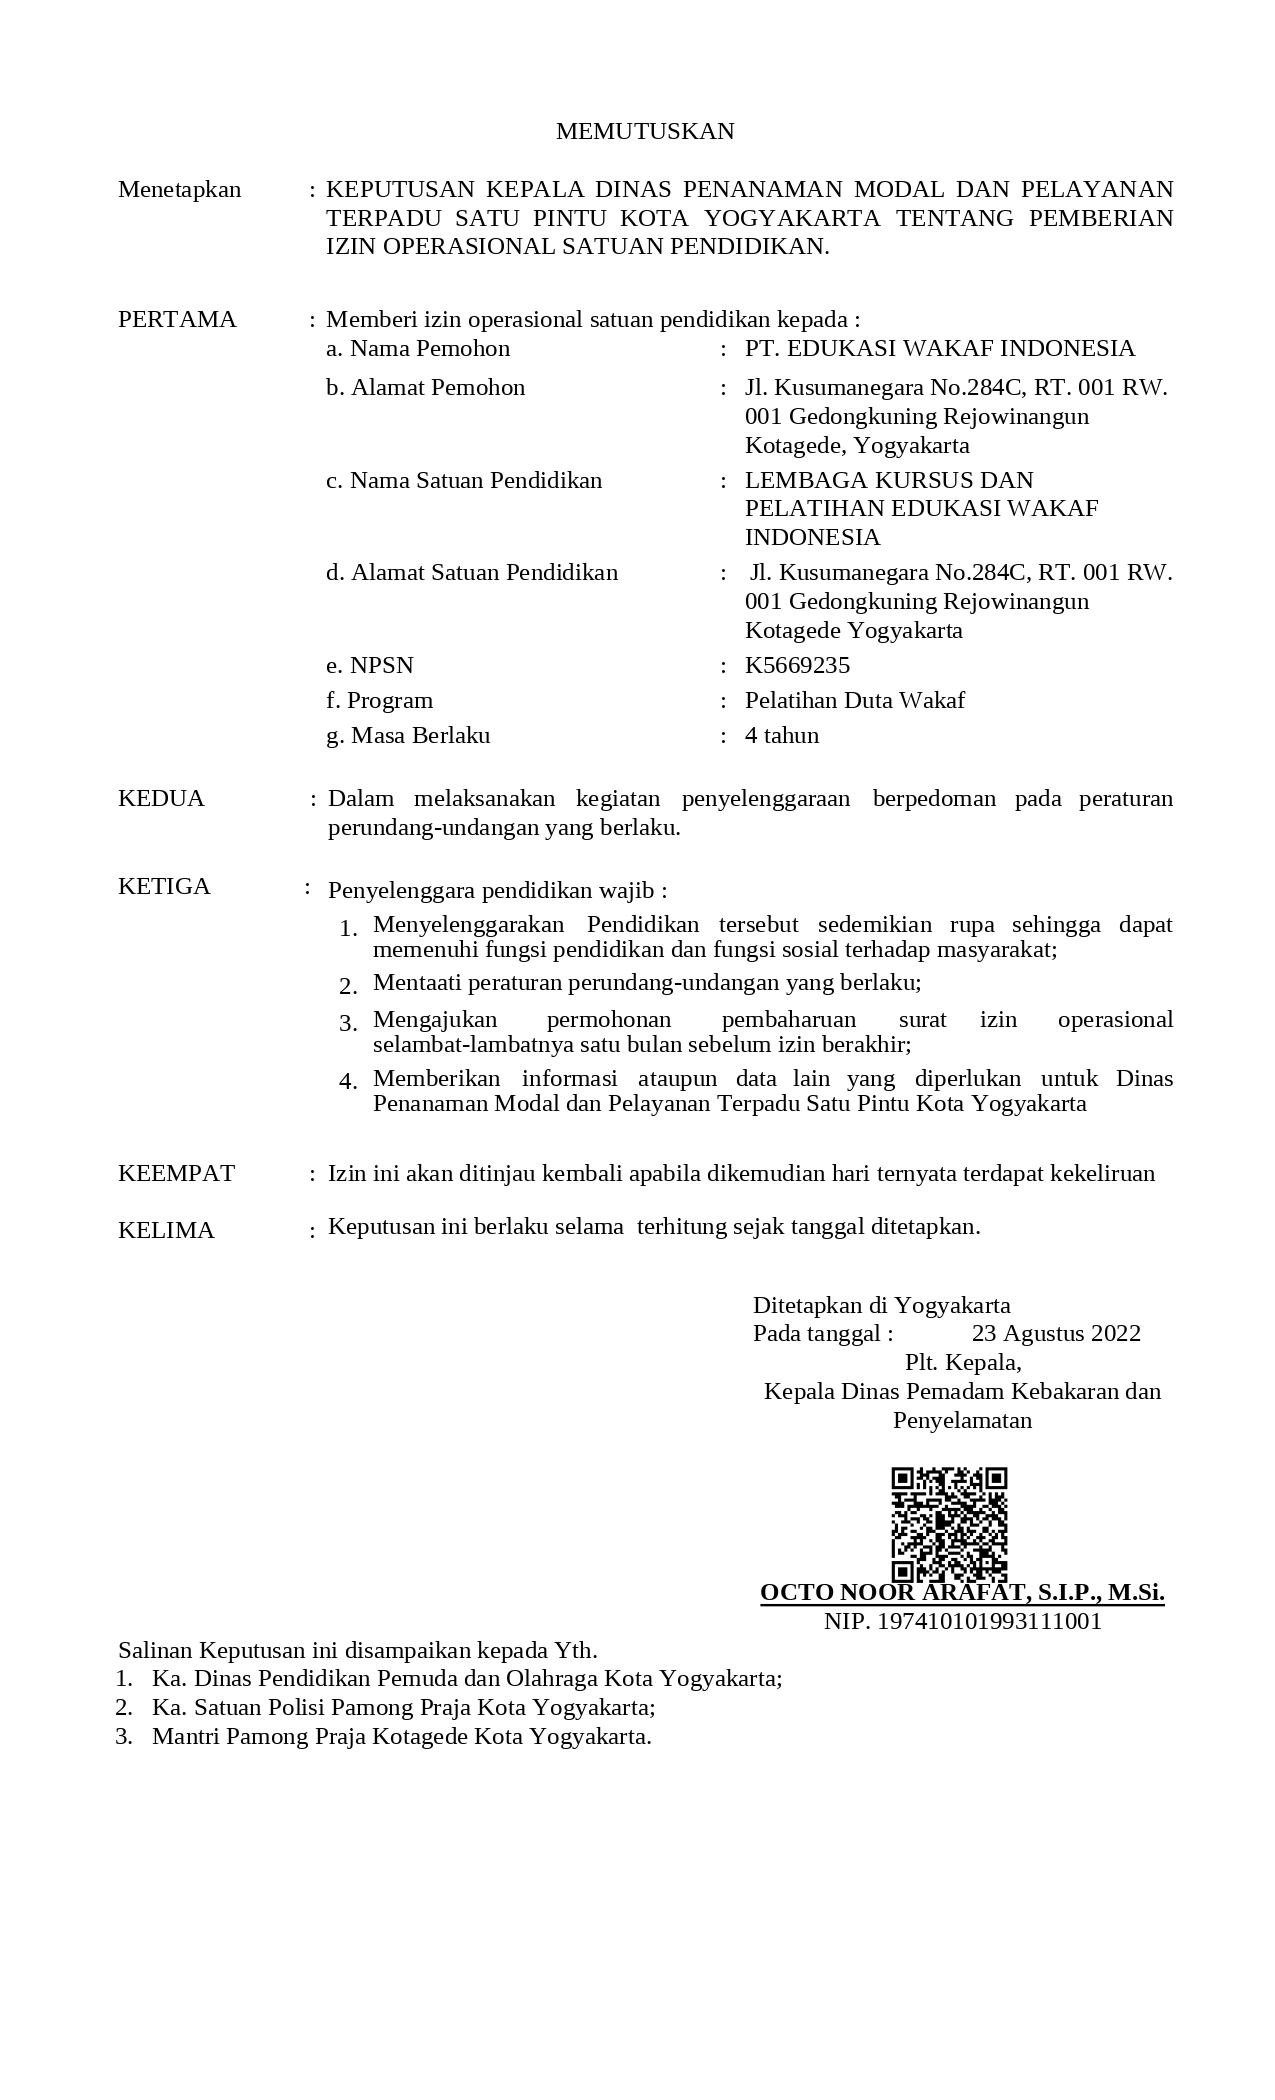 MEMUTUSKAN
Menetapkan : KEPUTUSAN KEPALA DINAS PENANAMAN MODAL DAN PELAYANAN
TERPADU SATU PINTU KOTA YOGYAKARTA TENTANG PEMBERIAN
IZIN OPERASIONAL SATUAN PENDIDIKAN.
PERTAMA : Memberi izin operasional satuan pendidikan kepada :
a. Nama Pemohon : PT. EDUKASI WAKAF INDONESIA
b. Alamat Pemohon : Jl. Kusumanegara No.284C, RT. 001 RW.
001 Gedongkuning Rejowinangun
Kotagede, Yogyakarta
c. Nama Satuan Pendidikan : LEMBAGA KURSUS DAN
PELATIHAN EDUKASI WAKAF
INDONESIA
d. Alamat Satuan Pendidikan : Jl. Kusumanegara No.284C, RT. 001 RW.
001 Gedongkuning Rejowinangun
Kotagede Yogyakarta
e. NPSN : K5669235
f. Program : Pelatihan Duta Wakaf
g. Masa Berlaku : 4 tahun
KEDUA : Dalam melaksanakan kegiatan penyelenggaraan berpedoman pada peraturan
perundang-undangan yang berlaku.
KETIGA : Penyelenggara pendidikan wajib :
1. Menyelenggarakan Pendidikan tersebut sedemikian rupa sehingga dapat
memenuhi fungsi pendidikan dan fungsi sosial terhadap masyarakat;
2. Mentaati peraturan perundang-undangan yang berlaku;
3. Mengajukan permohonan pembaharuan surat izin operasional
selambat-lambatnya satu bulan sebelum izin berakhir;
4. Memberikan informasi ataupun data lain yang diperlukan untuk Dinas
Penanaman Modal dan Pelayanan Terpadu Satu Pintu Kota Yogyakarta
KEEMPAT : Izin ini akan ditinjau kembali apabila dikemudian hari ternyata terdapat kekeliruan
KELIMA : Keputusan ini berlaku selama terhitung sejak tanggal ditetapkan.
Ditetapkan di Yogyakarta
Pada tanggal : 23 Agustus 2022
Plt. Kepala,
Kepala Dinas Pemadam Kebakaran dan
Penyelamatan
OCTO NOOR ARAFAT, S.I.P., M.Si.
NIP. 197410101993111001
Salinan Keputusan ini disampaikan kepada Yth.
1. Ka. Dinas Pendidikan Pemuda dan Olahraga Kota Yogyakarta;
2. Ka. Satuan Polisi Pamong Praja Kota Yogyakarta;
3. Mantri Pamong Praja Kotagede Kota Yogyakarta.